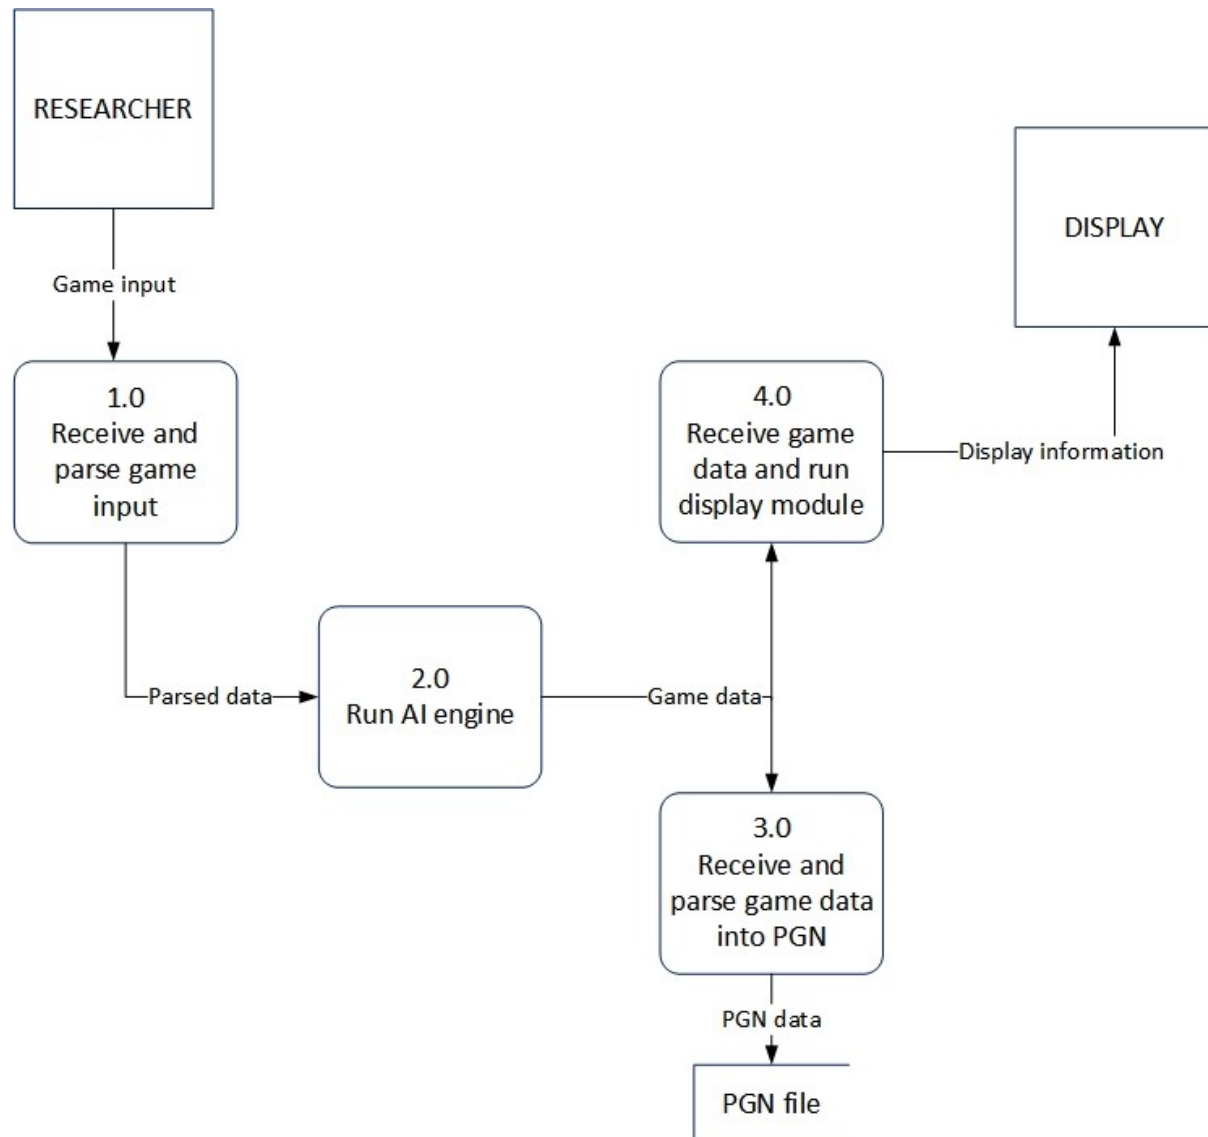 RESEARCHER
DISPLAY
Game input
1.0
Receive and
parse game
input
4.0
Receive game
data and run
display module
Display information
Parsed data
2.0
Run AI engine
Game data
3.0
Receive and
parse game data
into PGN
PGN data
PGN file